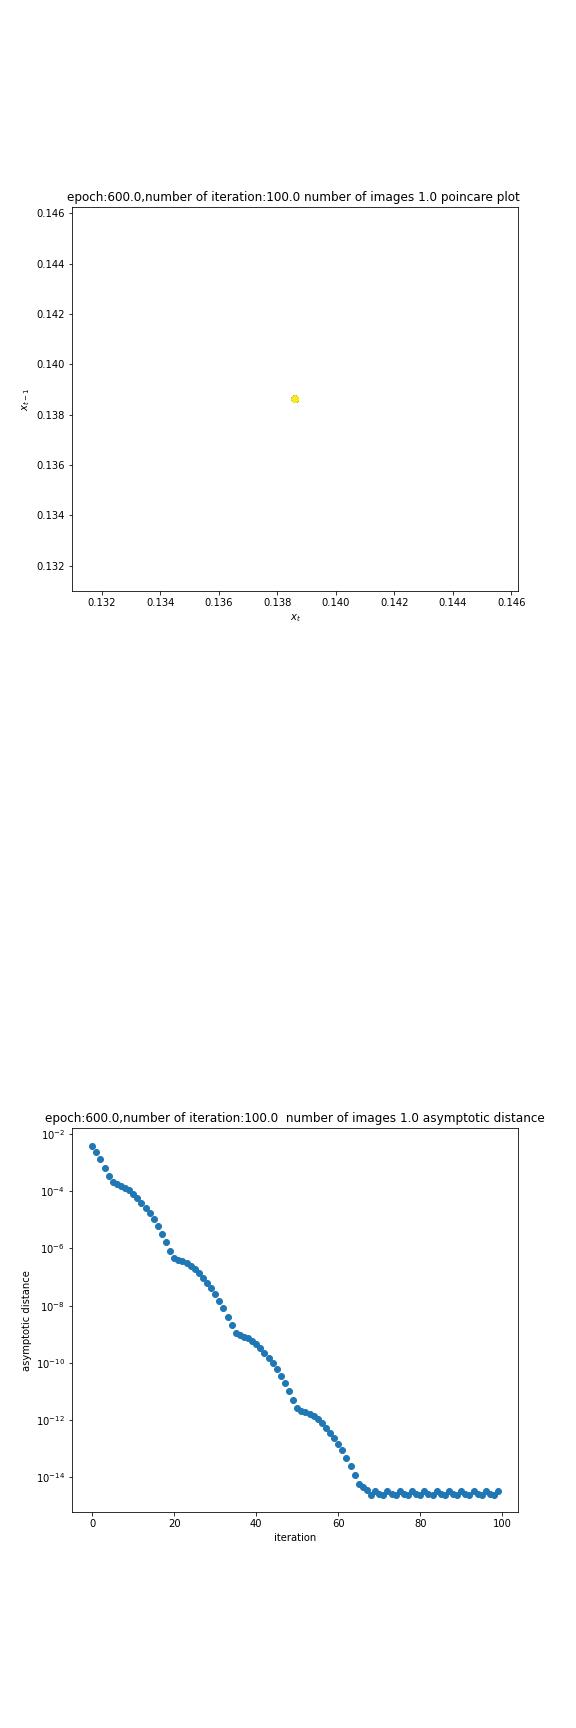 epoch:600.0,number of iteration:100.0 number of images 1.0 poincare plot
0.146
0.144
0.142
0.140
0.138
0.136
0.134
0.132
x_{t-1}
0.132 0.134 0.136 0.138 0.140 0.142 0.144 0.146
x_t
epoch:600.0,number of iteration:100.0  number of images 1.0 asymptotic distance
10^{-2}
10^{-4}
10^{-6}
10^{-8}
10^{-10}
10^{-12}
10^{-14}
asymptotic distance
0 20 40 60 80 100
iteration